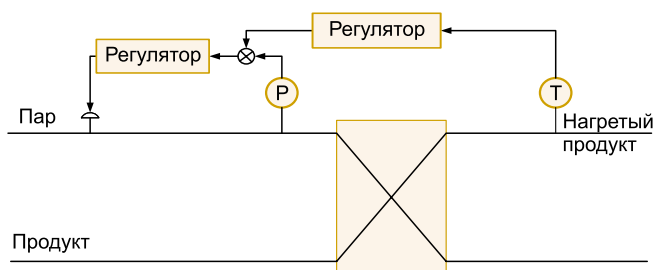 Регулятор
Регулятор
P
T
Пар
Нагретый
продукт
Продукт